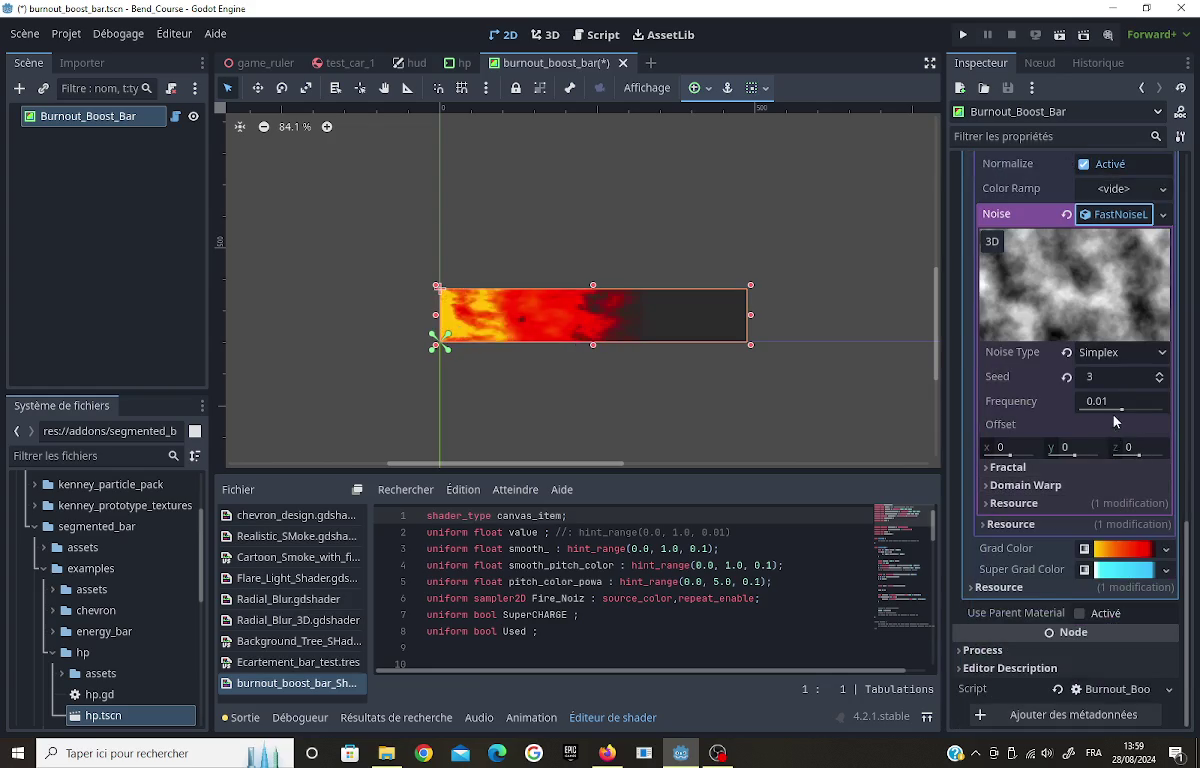 (*) burnout_boost_bar.tscn - Bend_Course - Godot Engine
Scène Projet Débogage Éditeur Aide
2D 3D Script AssetLib
Forward+
Scène Importer
game_ruler test_car_1 hud hp burnout_boost_bar(*)
Inspecteur Nœud Historique
Filtre : nom, t:ty
Affichage
Burnout_Boost_Bar
Burnout_Boost_Bar
0 500
84.1 %
500
Filtrer les propriétés
Normalize Activé
Color Ramp <vide>
Noise FastNoiseL
3D
Noise Type Simplex
Seed 3
Frequency 0.01
Offset
x 0 y 0 z 0
Fractal
Domain Warp
Resource (1 modification)
Resource (1 modification)
Grad Color
Super Grad Color
Resource (1 modification)
Use Parent Material Activé
Node
Process
Editor Description
Script Burnout_Boo
Ajouter des métadonnées
Système de fichiers
res://addons/segmented_b
Filtrer les fichiers
kenney_particle_pack
kenney_prototype_textures
segmented_bar
assets
examples
assets
chevron
energy_bar
hp
assets
hp.gd
hp.tscn
Fichier Rechercher Édition Atteindre Aide
chevron_design.gdsha...
Realistic_SMoke.gdsha...
Cartoon_Smoke_with_fi...
Flare_Light_Shader.gds...
Radial_Blur.gdshader
Radial_Blur_3D.gdshader
Background_Tree_SHad...
Ecartement_bar_test.tres
burnout_boost_bar_Sh...
1 shader_type canvas_item;
2 uniform float value ; //: hint_range(0.0, 1.0, 0.01)
3 uniform float smooth_ : hint_range(0.0, 1.0, 0.1);
4 uniform float smooth_pitch_color : hint_range(0.0, 1.0, 0.1);
5 uniform float pitch_color_powa : hint_range(0.0, 5.0, 0.1);
6 uniform sampler2D Fire_Noiz : source_color,repeat_enable;
7 uniform bool SuperCHARGE ;
8 uniform bool Used ;
9
10
1 : 1 | Tabulations
Sortie Débogueur Résultats de recherche Audio Animation Éditeur de shader
4.2.1.stable
Taper ici pour rechercher
EPIC
FRA
13:59
28/08/2024
1